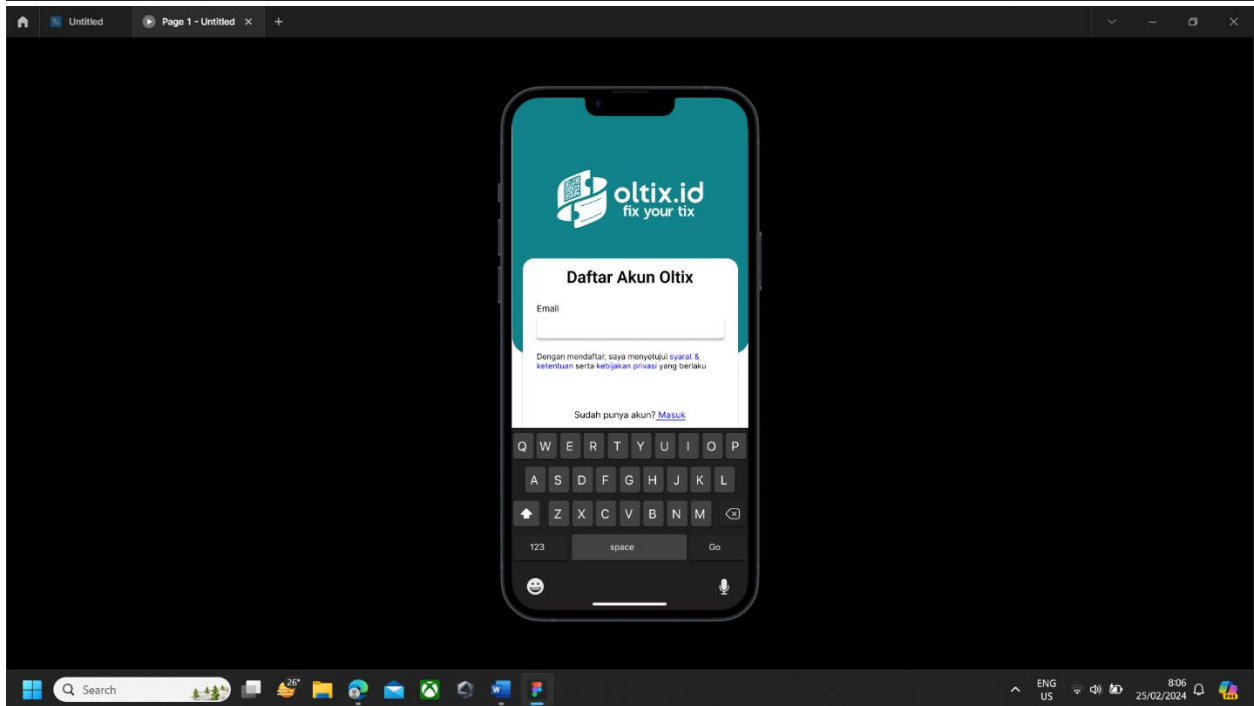 Untitled
Page 1 - Untitled
oltix.id
fix your tix
Daftar Akun Oltix
Email
Dengan mendaftar, saya menyetujui syarat &
ketentuan serta kebijakan privasi yang berlaku
Sudah punya akun? Masuk
Q W E R T Y U I O P
A S D F G H J K L
Z X C V B N M
123 space Go
Search
26°
ENG
US
8:06
25/02/2024
PRE